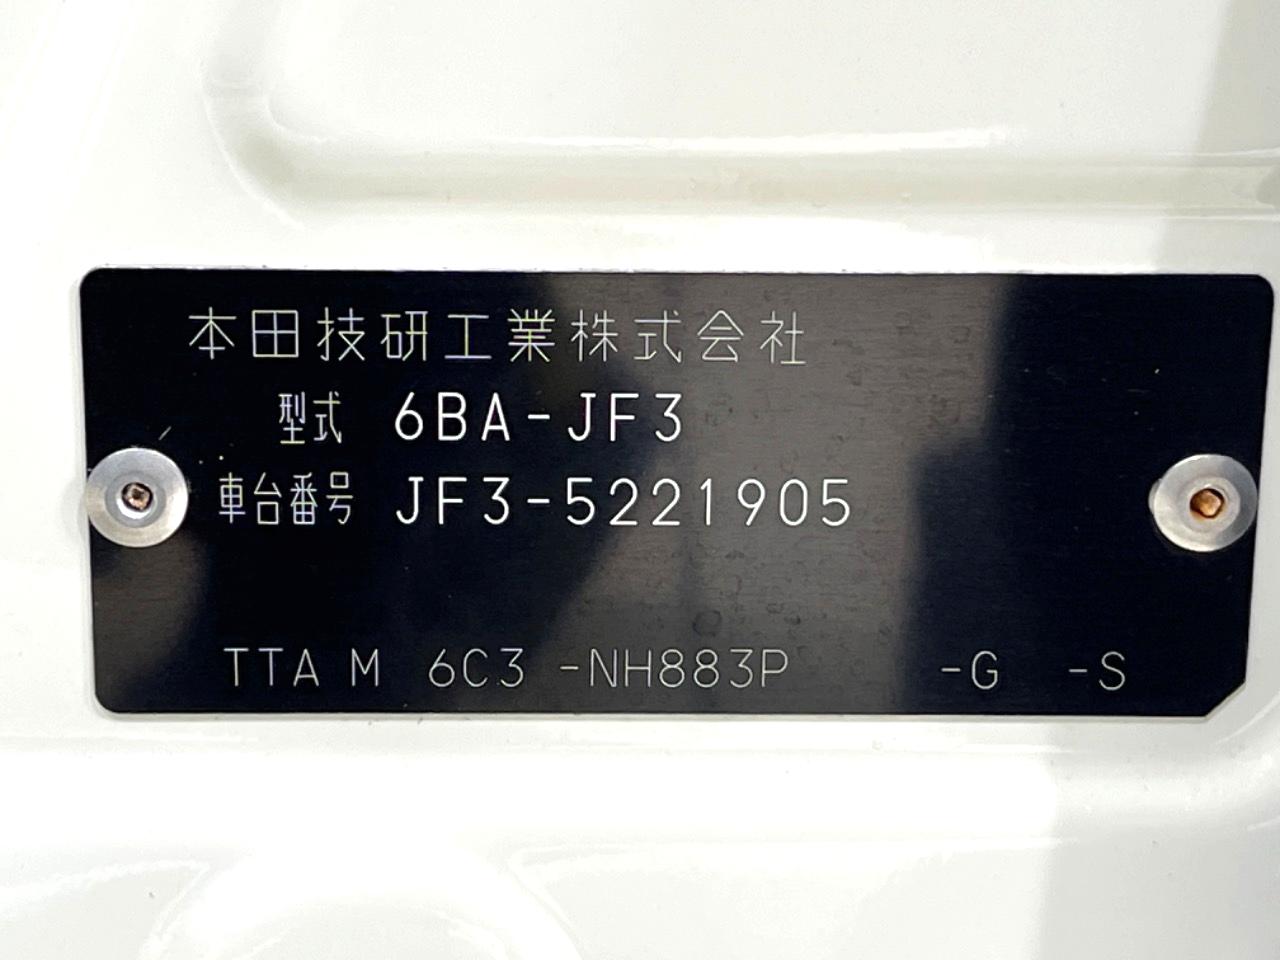 本田技研工業株式会社
型式 6BA-JF3
車台番号 JF3-5221905
TTA M 6C3 -NH883P -G -S